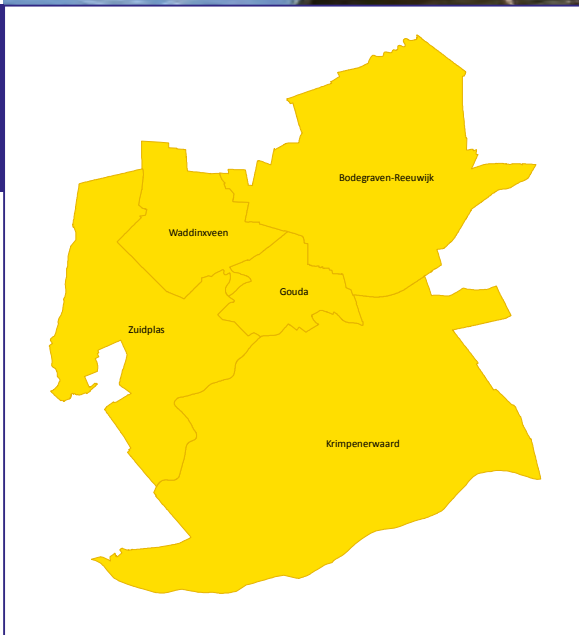 Bodegraven-Reeuwijk
Waddinxveen
Gouda
Zuidplas
Krimpenerwaard